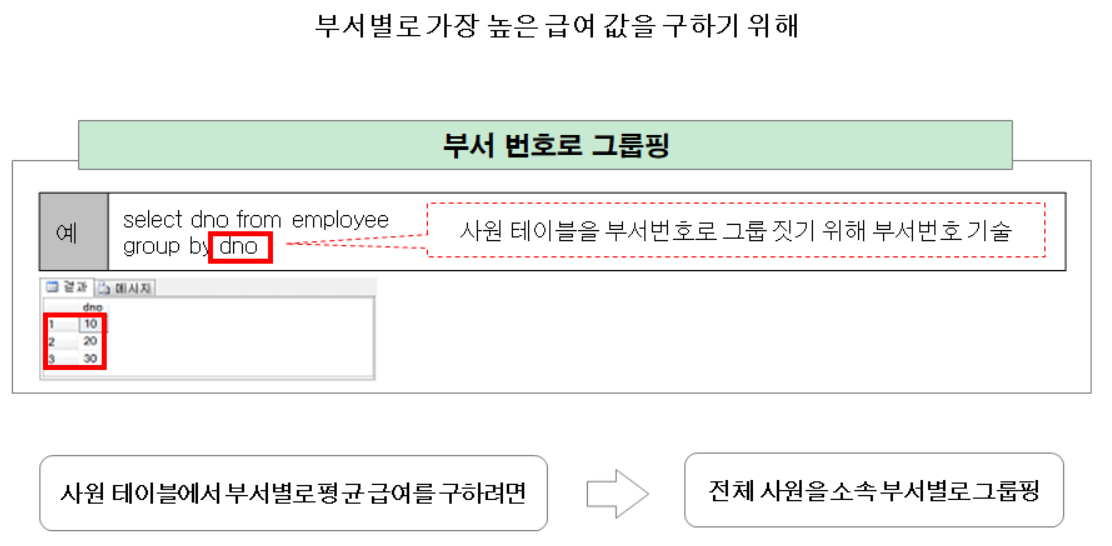 부서별로 가장 높은 급여 값을 구하기 위해
부서 번호로 그룹핑
예
select dno from employee
group by dno
사원 테이블을 부서번호로 그룹 짓기 위해 부서번호 기술
결과 메시지
dno
1 10
2 20
3 30
사원 테이블에서 부서별로 평균 급여를 구하려면
전체 사원을 소속 부서별로 그룹핑